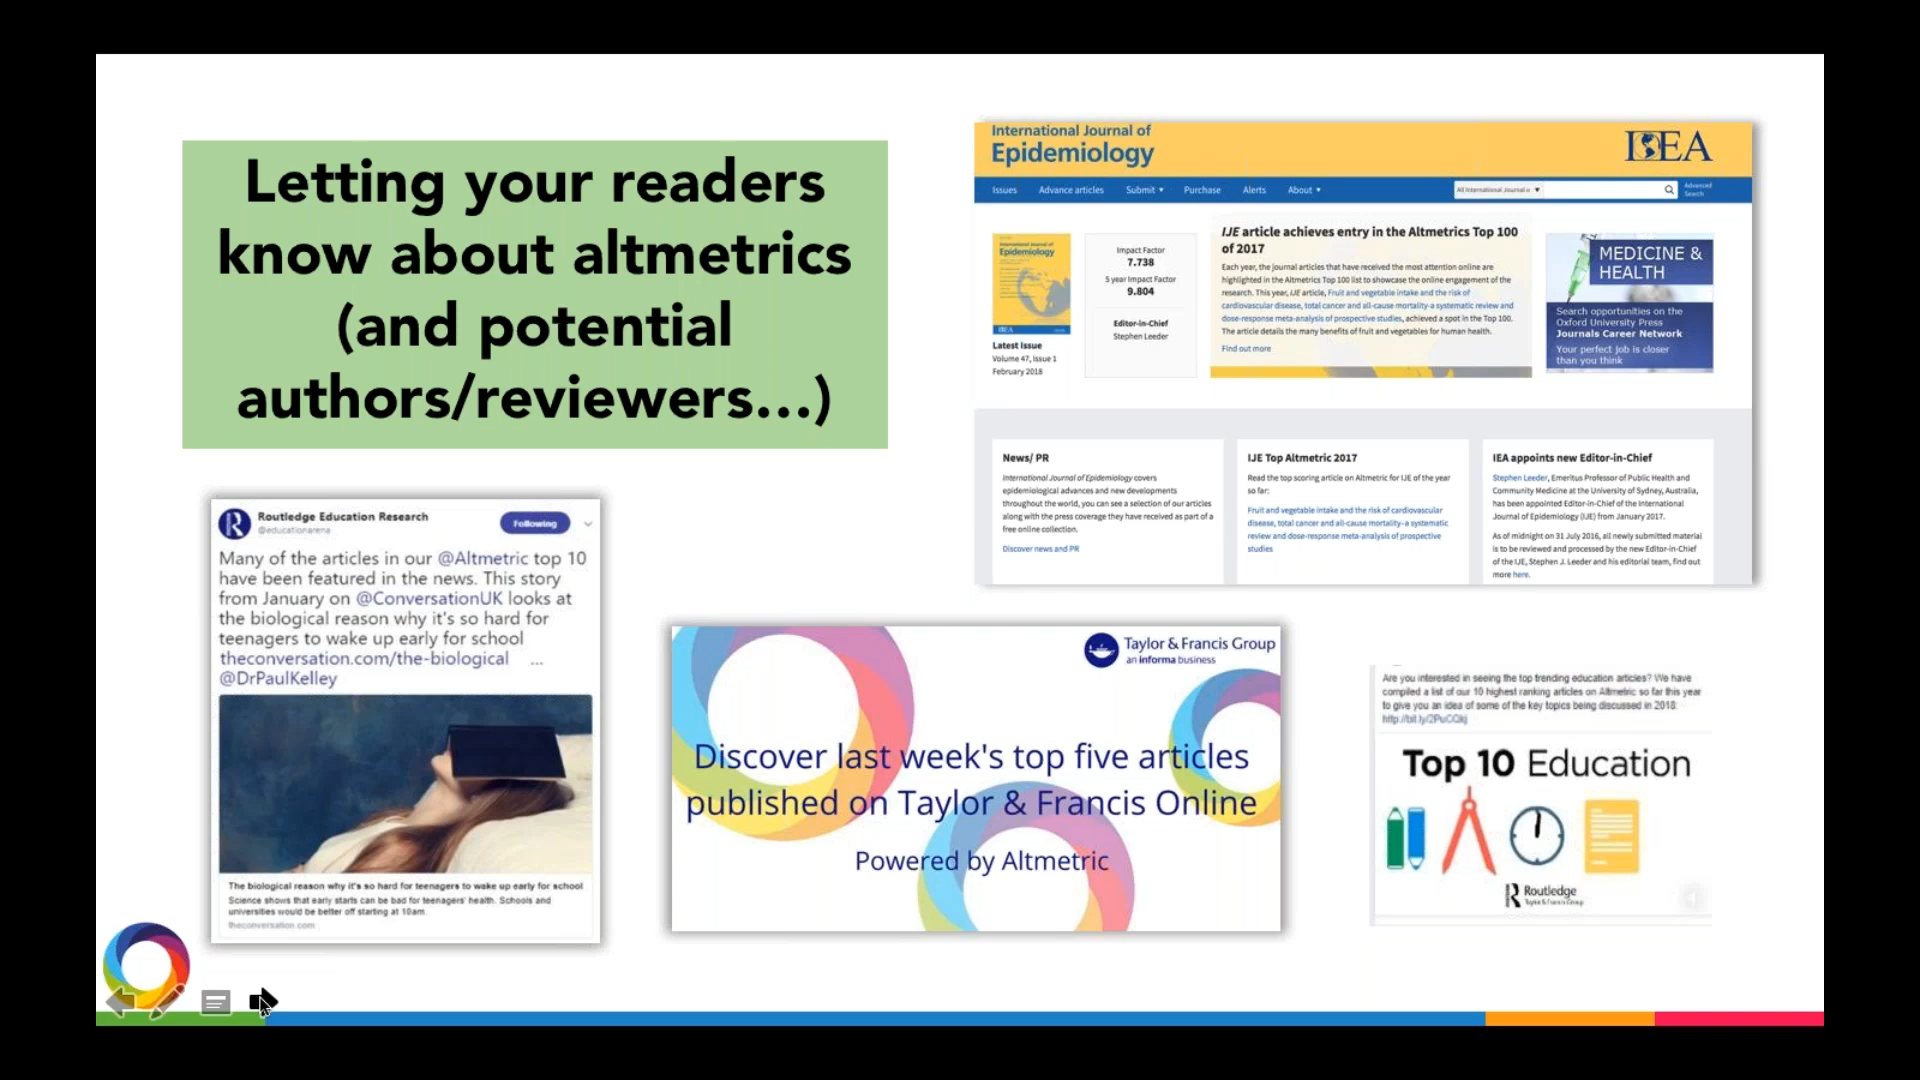 Letting your readers
know about altmetrics
(and potential
authors/reviewers...)
International Journal of
Epidemiology
IEA
Issues
Advance articles
Submit ▾
Purchase
Alerts
About ▾
All International Journal o ▾
Advanced
Search
International Journal of
Epidemiology
IEA
Latest Issue
Volume 47, Issue 1
February 2018
Impact Factor
7.738
5 year Impact Factor
9.804
Editor-in-Chief
Stephen Leeder
IJE article achieves entry in the Altmetrics Top 100
of 2017
Each year, the journal articles that have received the most attention online are
highlighted in the Altmetrics Top 100 list to showcase the online engagement of the
research. This year, IJE article, Fruit and vegetable intake and the risk of
cardiovascular disease, total cancer and all-cause mortality-a systematic review and
dose-response meta-analysis of prospective studies, achieved a spot in the Top 100.
The article details the many benefits of fruit and vegetables for human health.
Find out more
MEDICINE &
HEALTH
Search opportunities on the
Oxford University Press
Journals Career Network
Your perfect job is closer
than you think
News/ PR
International Journal of Epidemiology covers
epidemiological advances and new developments
throughout the world, you can see a selection of our articles
along with the press coverage they have received as part of a
free online collection.
Discover news and PR
IJE Top Altmetric 2017
Read the top scoring article on Altmetric for IJE of the year
so far:
Fruit and vegetable intake and the risk of cardiovascular
disease, total cancer and all-cause mortality-a systematic
review and dose-response meta-analysis of prospective
studies
IEA appoints new Editor-in-Chief
Stephen Leeder, Emeritus Professor of Public Health and
Community Medicine at the University of Sydney, Australia,
has been appointed Editor-in-Chief of the International
Journal of Epidemiology (IJE) from January 2017.
As of midnight on 31 July 2016, all newly submitted material
is to be reviewed and processed by the new Editor-in-Chief
of the IJE, Stephen J. Leeder and his editorial team, find out
more here.
Routledge Education Research
@educationarena
Following
Many of the articles in our @Altmetric top 10
have been featured in the news. This story
from January on @ConversationUK looks at
the biological reason why it's so hard for
teenagers to wake up early for school
theconversation.com/the-biological ...
@DrPaulKelley
The biological reason why it's so hard for teenagers to wake up early for school
Science shows that early starts can be bad for teenagers' health. Schools and
universities would be better off starting at 10am
theconversation.com
Taylor & Francis Group
an informa business
Discover last week's top five articles
published on Taylor & Francis Online
Powered by Altmetric
Are you interested in seeing the top trending education articles? We have
compiled a list of our 10 highest ranking articles on Altmetric so far this year
to give you an idea of some of the key topics being discussed in 2018:
Top 10 Education
Routledge
Taylor & Francis Group